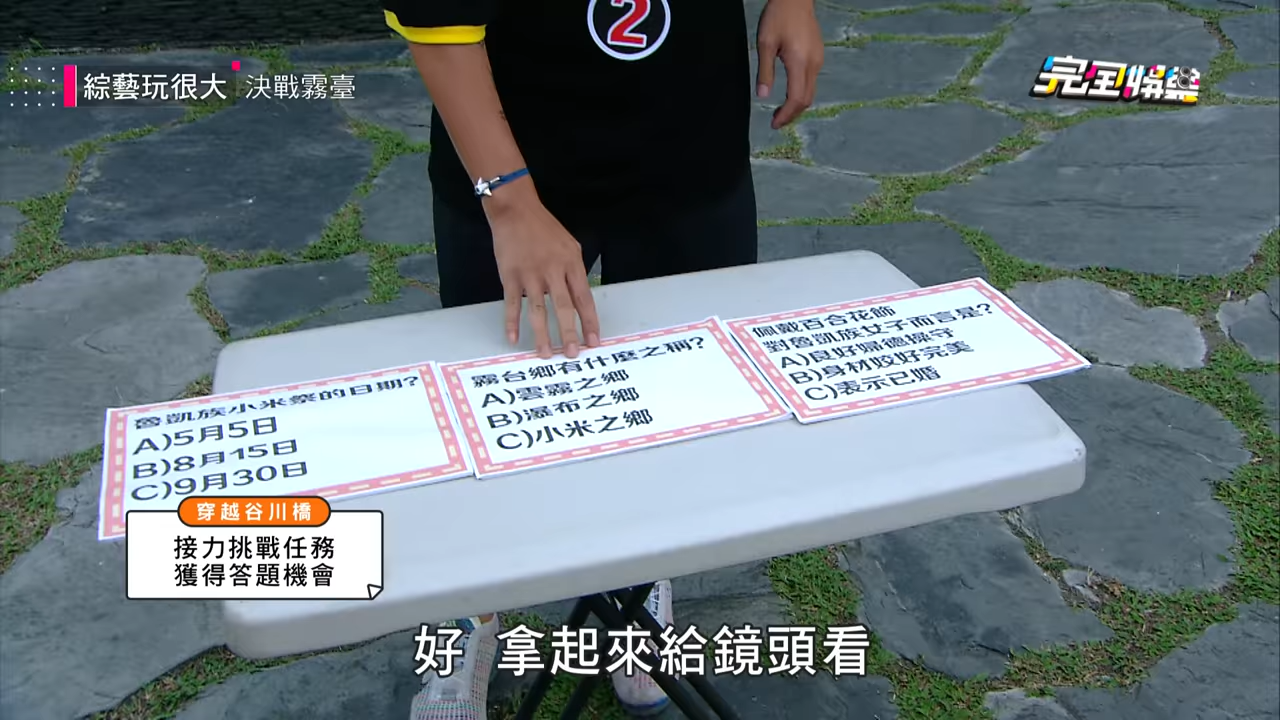 綜藝玩很大 決戰霧臺
完全娛樂
2
魯凱族小米祭的日期?
A)5月5日
B)8月15日
C)9月30日
霧台鄉有什麼之稱?
A)雲霧之鄉
B)瀑布之鄉
C)小米之鄉
佩戴百合花飾
對魯凱族女子而言是?
A)良好婦德操守
B)身材姣好完美
C)表示已婚
穿越谷川橋
接力挑戰任務
獲得答題機會
好 拿起來給鏡頭看